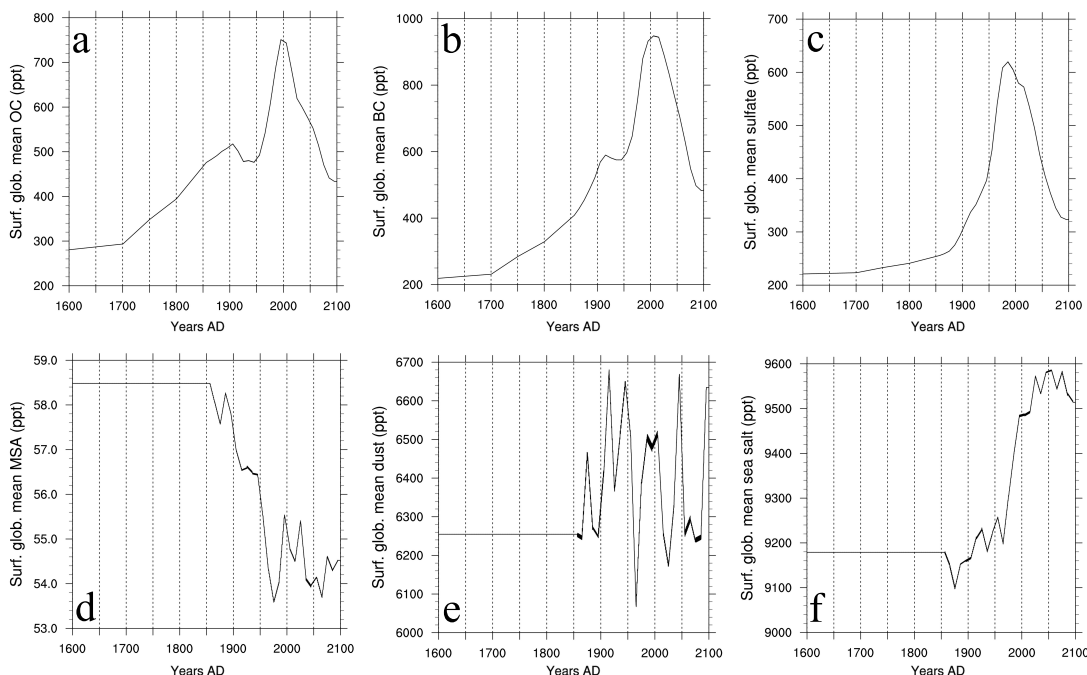 a
Surf. glob. mean OC (ppt)
800
700
600
500
400
300
200
1600 1700 1800 1900 2000 2100
Years AD
b
Surf. glob. mean BC (ppt)
1000
800
600
400
200
1600 1700 1800 1900 2000 2100
Years AD
c
Surf. glob. mean sulfate (ppt)
700
600
500
400
300
200
1600 1700 1800 1900 2000 2100
Years AD
d
Surf. glob. mean MSA (ppt)
59.0
58.0
57.0
56.0
55.0
54.0
53.0
1600 1700 1800 1900 2000 2100
Years AD
e
Surf. glob. mean dust (ppt)
6700
6600
6500
6400
6300
6200
6100
6000
1600 1700 1800 1900 2000 2100
Years AD
f
Surf. glob. mean sea salt (ppt)
9600
9500
9400
9300
9200
9100
9000
1600 1700 1800 1900 2000 2100
Years AD